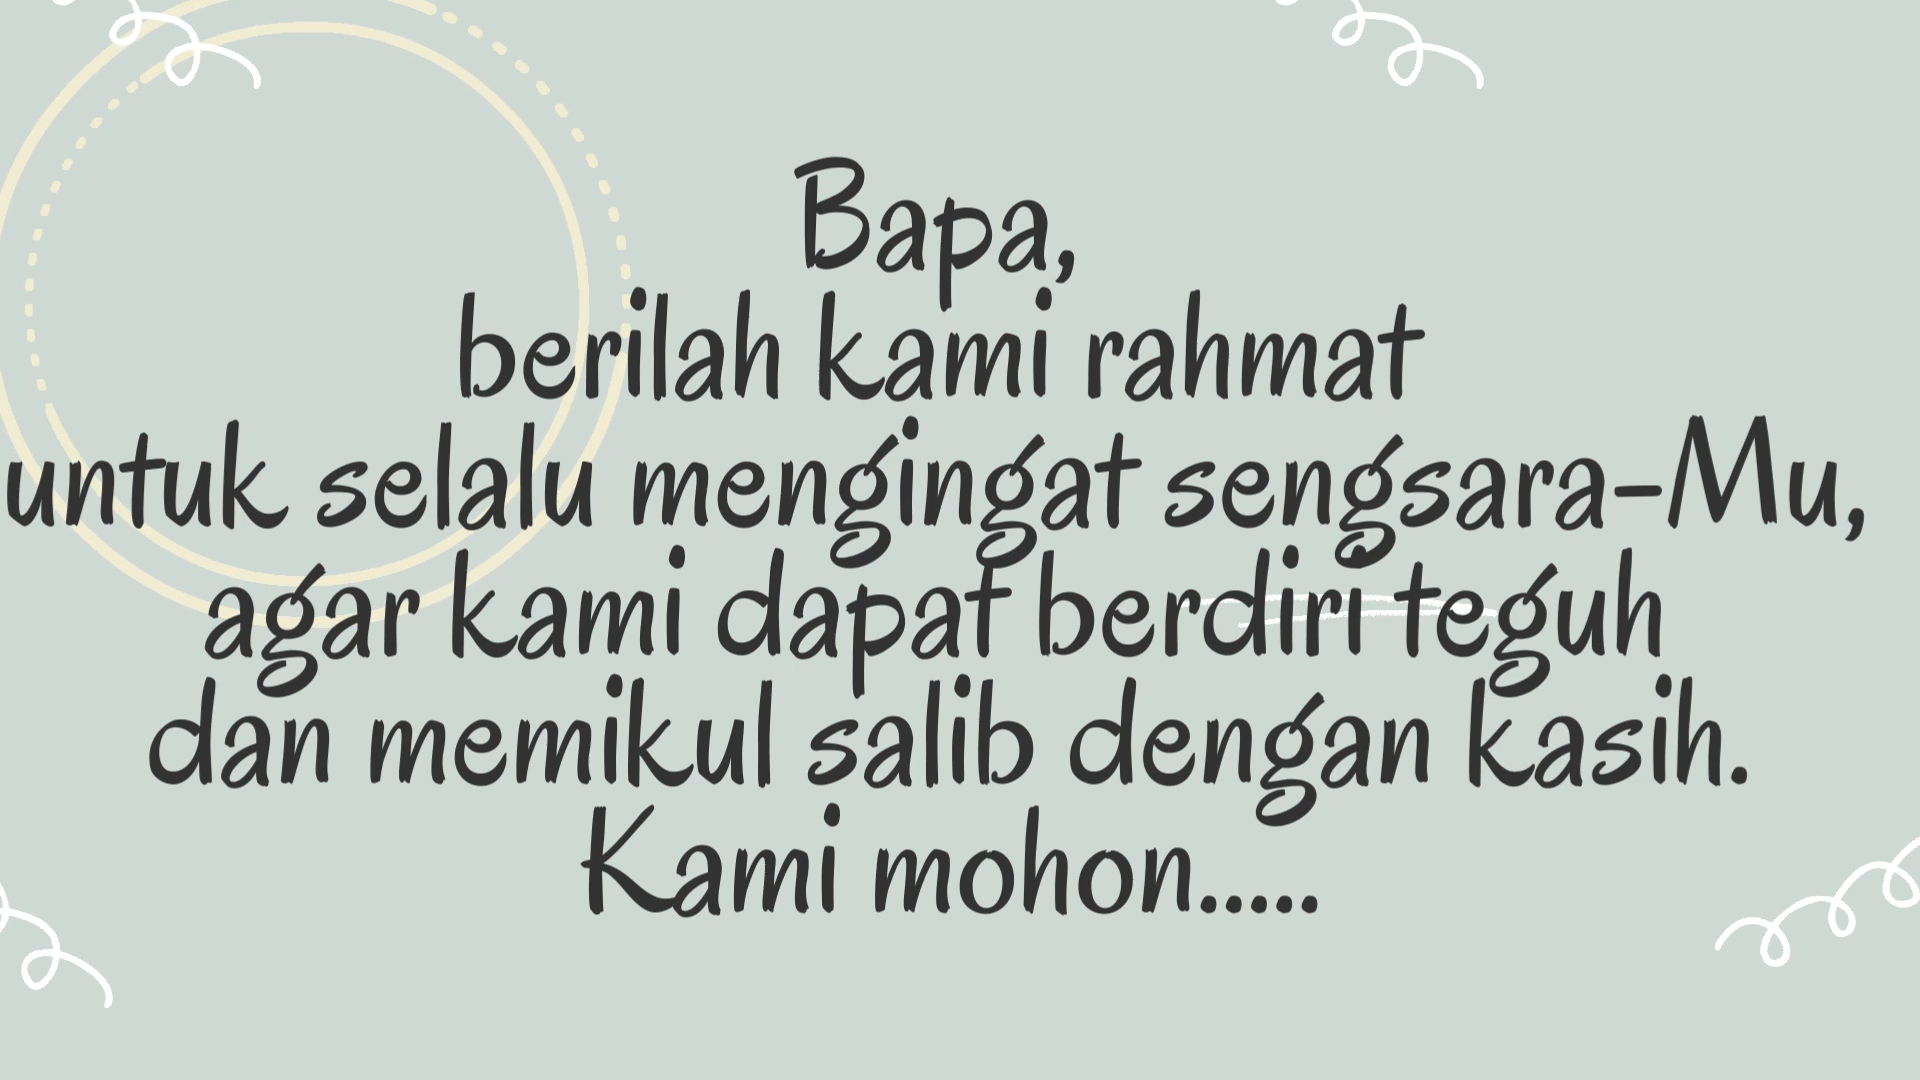 Bapa,
berilah kami rahmat
untuk selalu mengingat sengsara-Mu,
agar kami dapat berdiri teguh
dan memikul salib dengan kasih.
Kami mohon.....